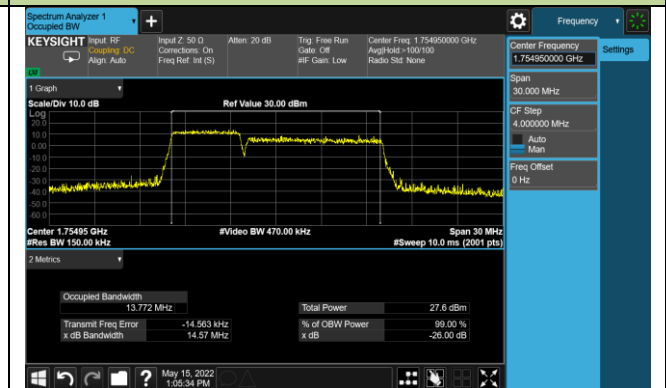 Spectrum Analyzer 1
Occupied BW
+
Frequency
KEYSIGHT
Input: RF
Coupling: DC
Align: Auto
Input Z: 50 Ω
Corrections: On
Freq Ref: Int (S)
Atten: 20 dB
Trig: Free Run
Gate: Off
#IF Gain: Low
Center Freq: 1.754950000 GHz
Avg|Hold:>100/100
Radio Std: None
LXI
Center Frequency
1.754950000 GHz
Settings
Span
30.000 MHz
CF Step
4.000000 MHz
Auto
Man
Freq Offset
0 Hz
1 Graph
Scale/Div 10.0 dB
Ref Value 30.00 dBm
Log
20.0
10.0
0.00
-10.0
-20.0
-30.0
-40.0
-50.0
-60.0
Center 1.75495 GHz
#Video BW 470.00 kHz
Span 30 MHz
#Res BW 150.00 kHz
#Sweep 10.0 ms (2001 pts)
2 Metrics
Occupied Bandwidth
13.772 MHz
Total Power
27.6 dBm
Transmit Freq Error
-14.563 kHz
% of OBW Power
99.00 %
x dB Bandwidth
14.57 MHz
x dB
-26.00 dB
?
May 15, 2022
1:05:34 PM